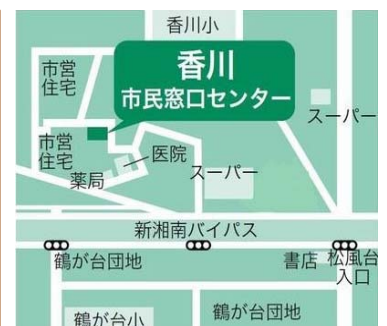 香川小
香川
市民窓口センター
市営
住宅
スーパー
市営
住宅
医院
薬局
スーパー
新湘南バイパス
鶴が台団地
書店
松風台
入口
鶴が台小
鶴が台団地